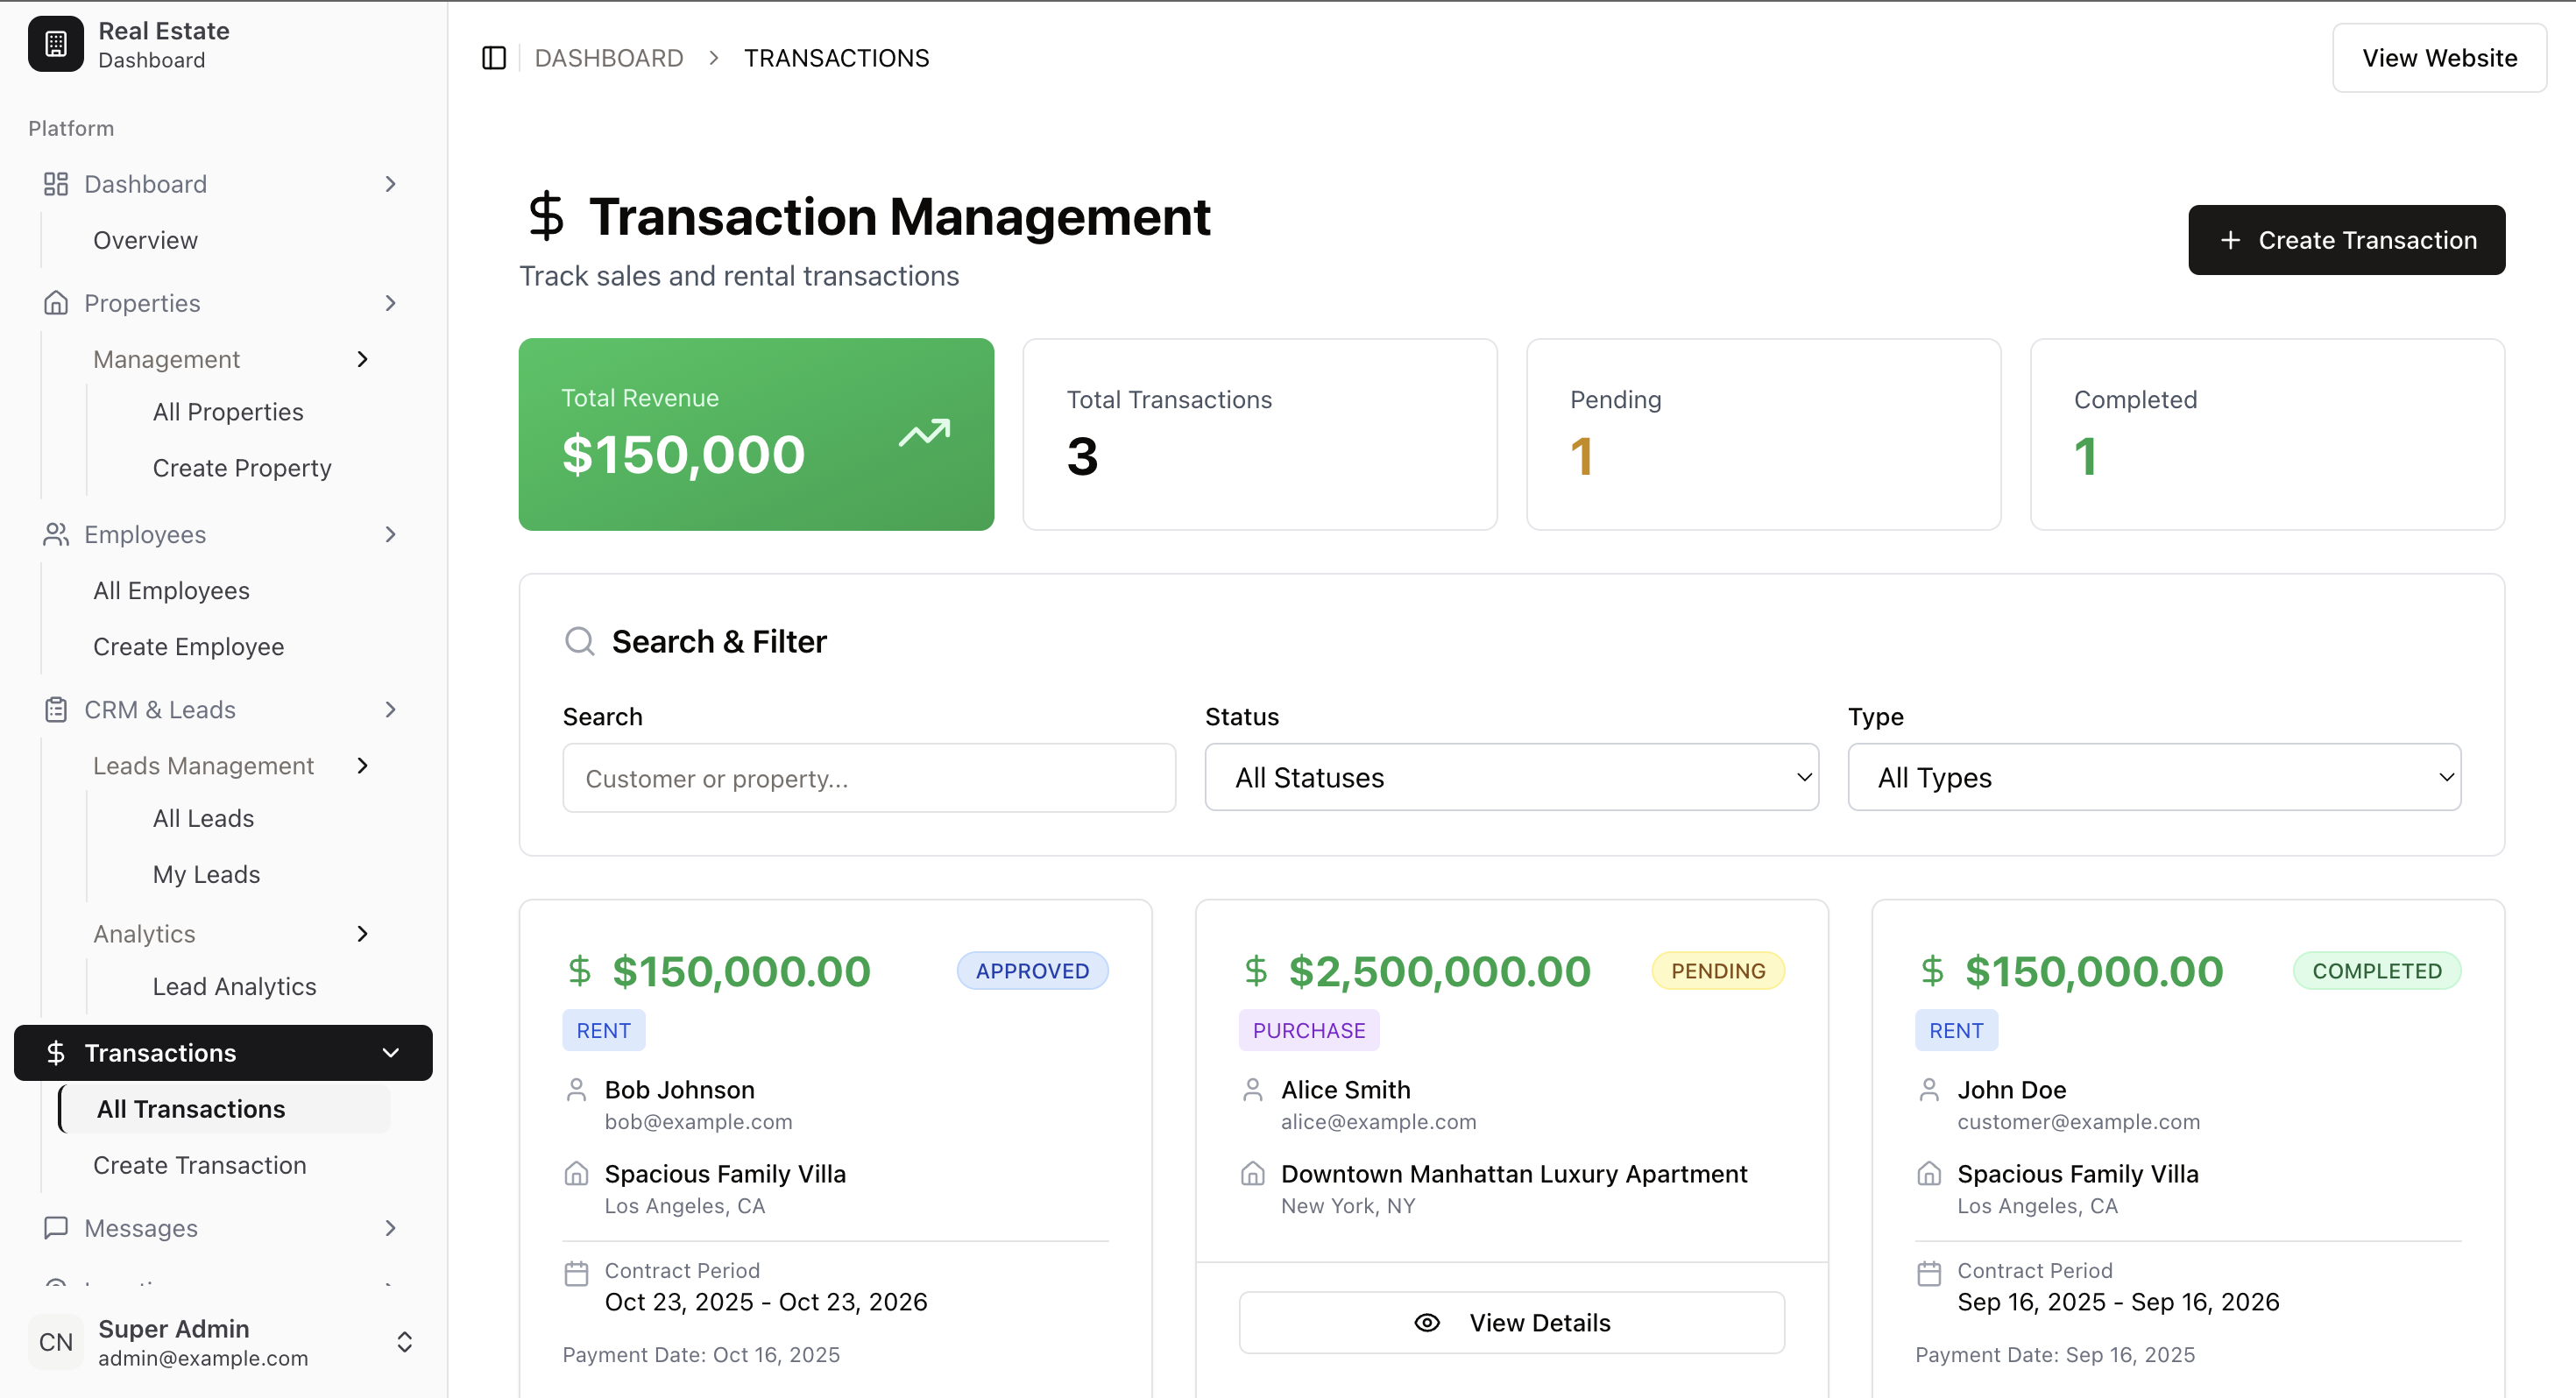 Real Estate
Dashboard
Platform
Dashboard
Overview
Properties
Management
All Properties
Create Property
Employees
All Employees
Create Employee
CRM & Leads
Leads Management
All Leads
My Leads
Analytics
Lead Analytics
Transactions
All Transactions
Create Transaction
Messages
CN
Super Admin
admin@example.com
DASHBOARD > TRANSACTIONS
View Website
Transaction Management
Track sales and rental transactions
+ Create Transaction
Total Revenue
$150,000
Total Transactions
3
Pending
1
Completed
1
Search & Filter
Search
Customer or property...
Status
All Statuses
Type
All Types
$ $150,000.00 APPROVED
RENT
Bob Johnson
bob@example.com
Spacious Family Villa
Los Angeles, CA
Contract Period
Oct 23, 2025 - Oct 23, 2026
Payment Date: Oct 16, 2025
$ $2,500,000.00 PENDING
PURCHASE
Alice Smith
alice@example.com
Downtown Manhattan Luxury Apartment
New York, NY
View Details
$ $150,000.00 COMPLETED
RENT
John Doe
customer@example.com
Spacious Family Villa
Los Angeles, CA
Contract Period
Sep 16, 2025 - Sep 16, 2026
Payment Date: Sep 16, 2025